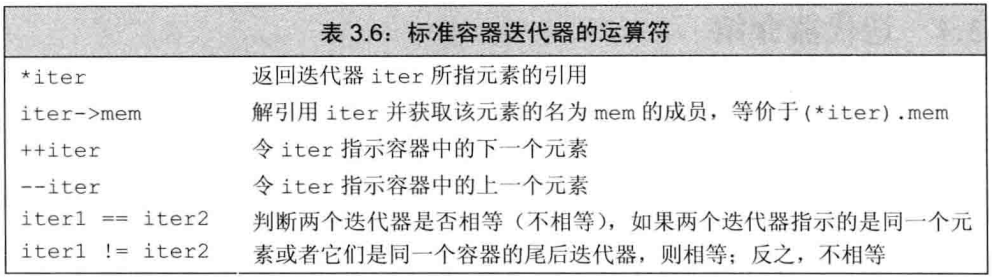 表 3.6：标准容器迭代器的运算符
*iter 返回迭代器 iter 所指元素的引用
iter->mem 解引用 iter 并获取该元素的名为 mem 的成员，等价于(*iter).mem
++iter 令 iter 指示容器中的下一个元素
--iter 令 iter 指示容器中的上一个元素
iter1 == iter2 判断两个迭代器是否相等（不相等），如果两个迭代器指示的是同一个元
iter1 != iter2 素或者它们是同一个容器的尾后迭代器，则相等；反之，不相等